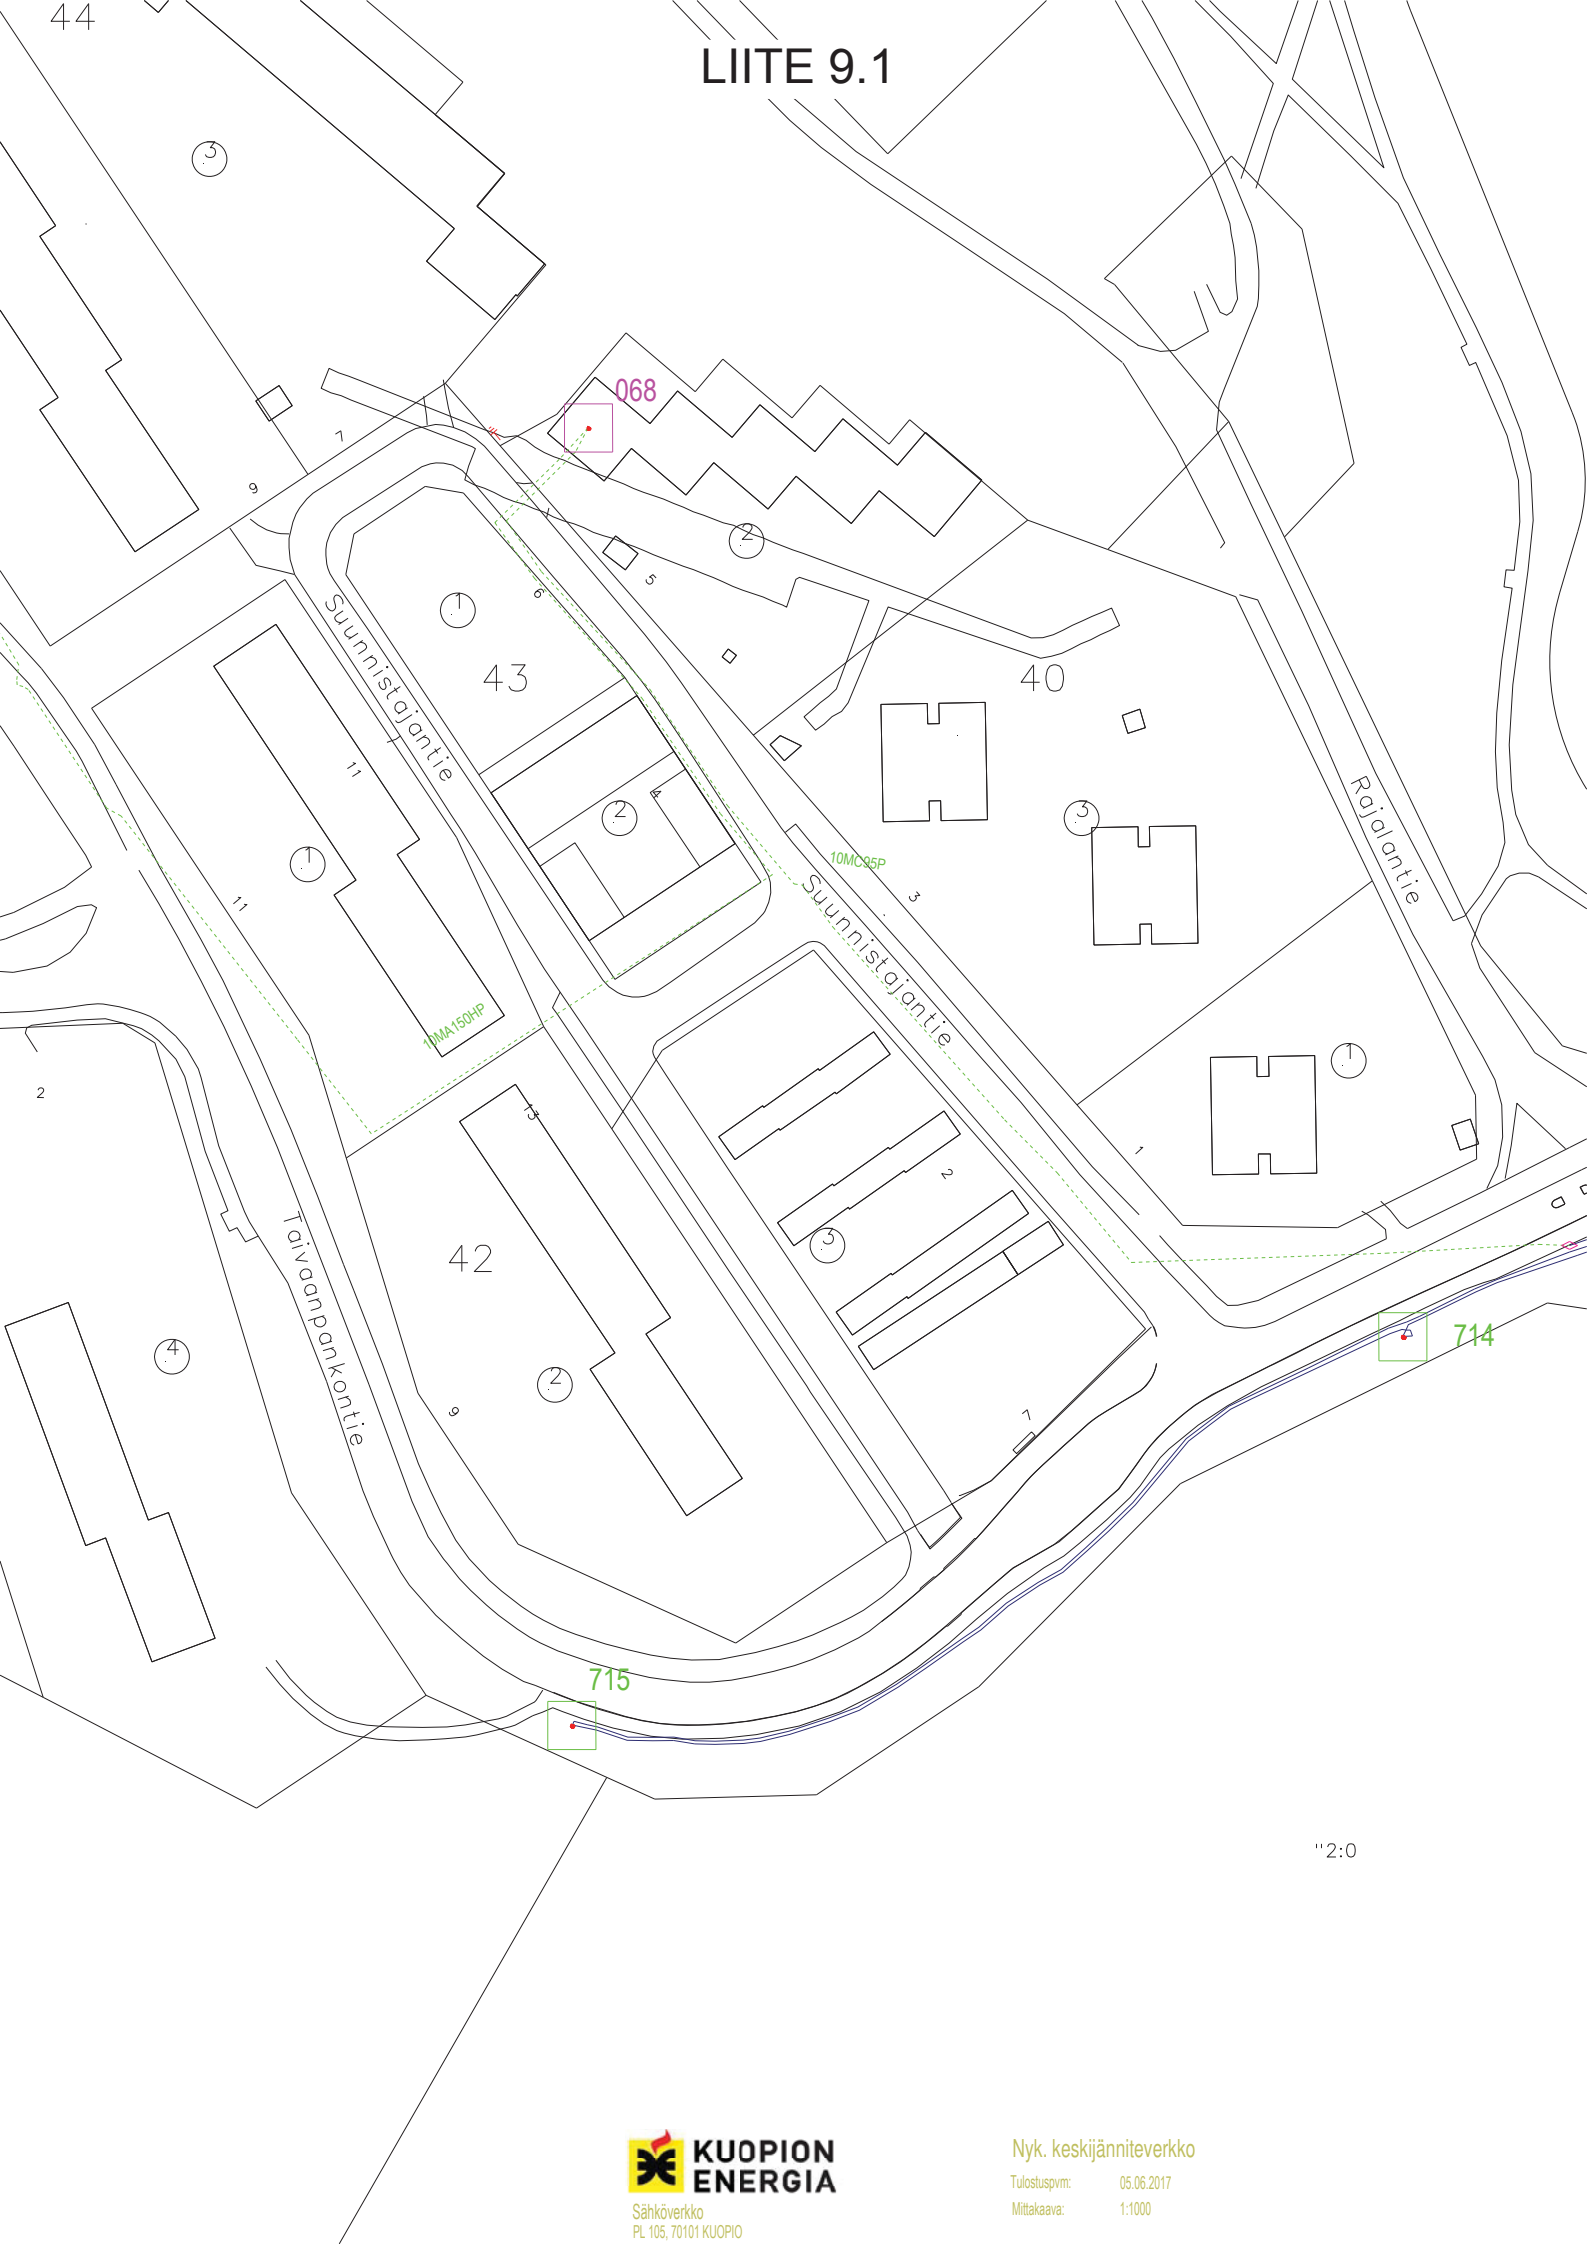 44
LIITE 9.1
3
068
7
9
2
5
1
6
Suunnistajantie
43
40
11
4
2
3
Rajalantie
10MC95P
1
11
3
Suunnistajantie
10MA150HP
1
2
13
1
2
Taivaanpankontie
42
3
714
4
2
9
7
715
"2:0
KUOPION
ENERGIA
Sähköverkko
PL 105, 70101 KUOPIO
Nyk. keskijänniteverkko
Tulostuspvm: 05.06.2017
Mittakaava: 1:1000